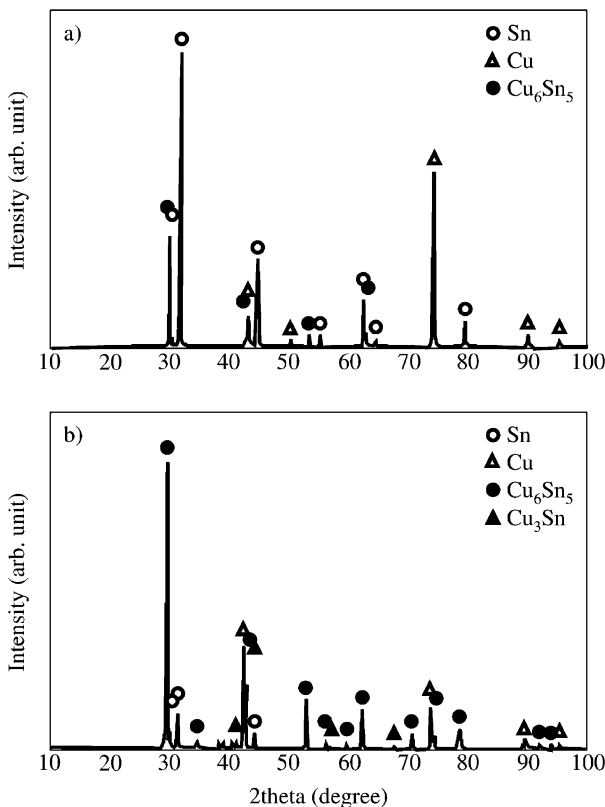 a)
Sn
Cu
Cu6Sn5
Intensity (arb. unit)
10 20 30 40 50 60 70 80 90 100
b)
Sn
Cu
Cu6Sn5
Cu3Sn
Intensity (arb. unit)
10 20 30 40 50 60 70 80 90 100
2theta (degree)